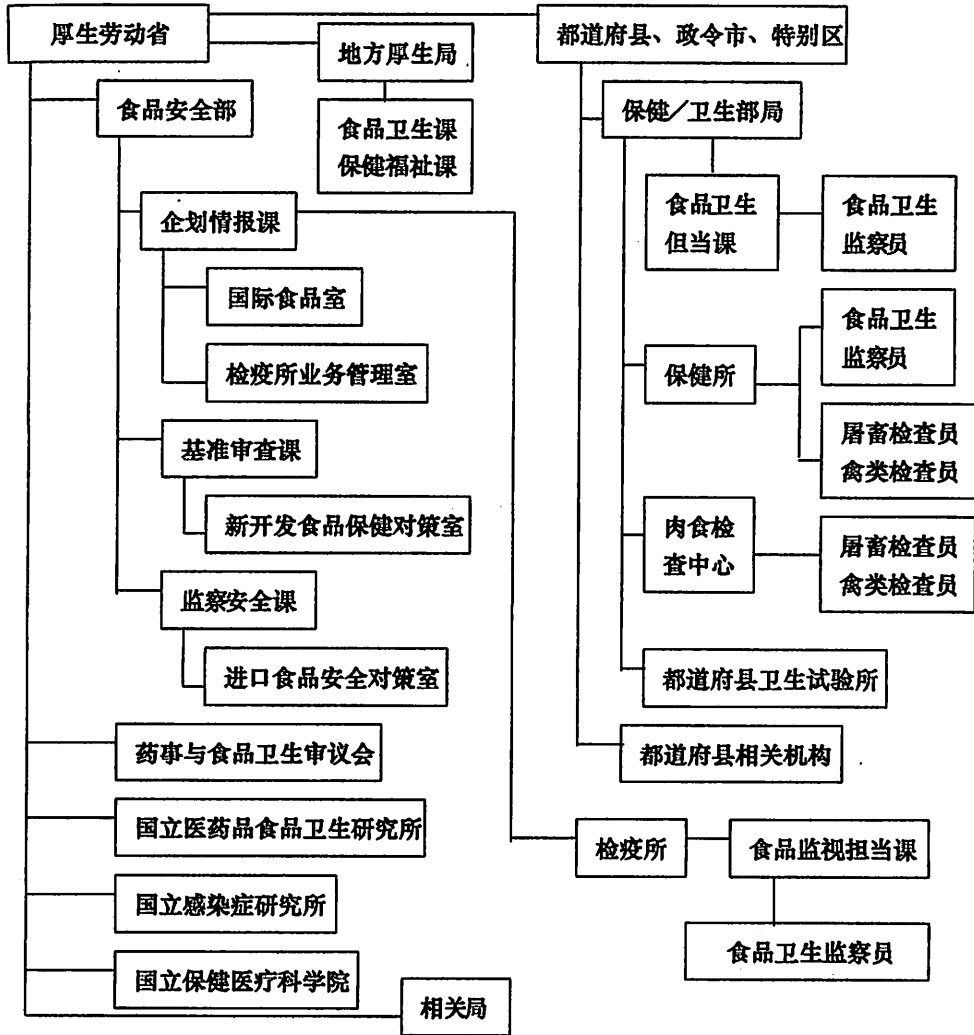 厚生劳动省
都道府县、政令市、特别区
地方厚生局
食品安全部
保健／卫生部局
食品卫生课
保健福祉课
食品卫生
但当课
食品卫生
监察员
企划情报课
国际食品室
食品卫生
监察员
检疫所业务管理室
保健所
屠畜检查员
禽类检查员
基准审查课
新开发食品保健对策室
肉食检
查中心
屠畜检查员
禽类检查员
监察安全课
进口食品安全对策室
都道府县卫生试验所
药事与食品卫生审议会
都道府县相关机构
国立医药品食品卫生研究所
检疫所
食品监视担当课
国立感染症研究所
食品卫生监察员
国立保健医疗科学院
相关局